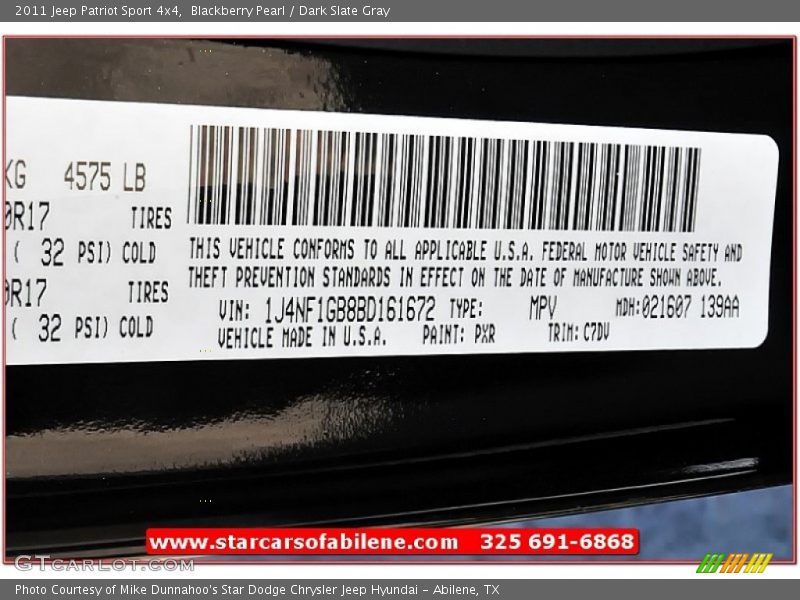 2011 Jeep Patriot Sport 4x4, Blackberry Pearl / Dark Slate Gray
KG 4575 LB
0R17 TIRES
( 32 PSI) COLD
0R17 TIRES
( 32 PSI) COLD
THIS VEHICLE CONFORMS TO ALL APPLICABLE U.S.A. FEDERAL MOTOR VEHICLE SAFETY AND
THEFT PREVENTION STANDARDS IN EFFECT ON THE DATE OF MANUFACTURE SHOWN ABOVE.
VIN: 1J4NF1GB8BD161672 TYPE: MPV MDH:021607 139AA
VEHICLE MADE IN U.S.A. PAINT: PXR TRIM:C7DV
www.starcarsofabilene.com 325 691-6868
GTCARLOT.COM
Photo Courtesy of Mike Dunnahoo's Star Dodge Chrysler Jeep Hyundai - Abilene, TX